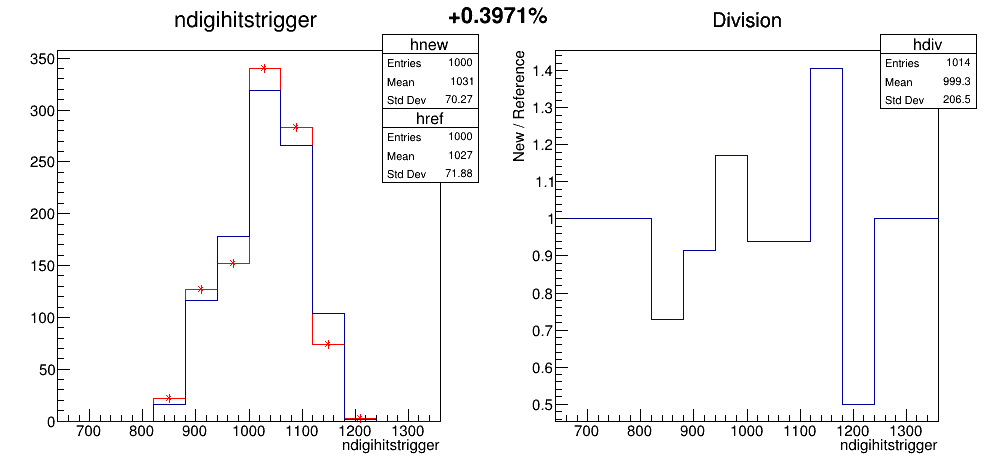 +0.3971%
ndigihitstrigger
hnew
Entries 1000
Mean 1031
Std Dev 70.27
href
Entries 1000
Mean 1027
Std Dev 71.88
350
300
250
200
150
100
50
0
700 800 900 1000 1100 1200 1300
ndigihitstrigger
Division
hdiv
Entries 1014
Mean 999.3
Std Dev 206.5
New / Reference
1.4
1.3
1.2
1.1
1
0.9
0.8
0.7
0.6
0.5
700 800 900 1000 1100 1200 1300
ndigihitstrigger